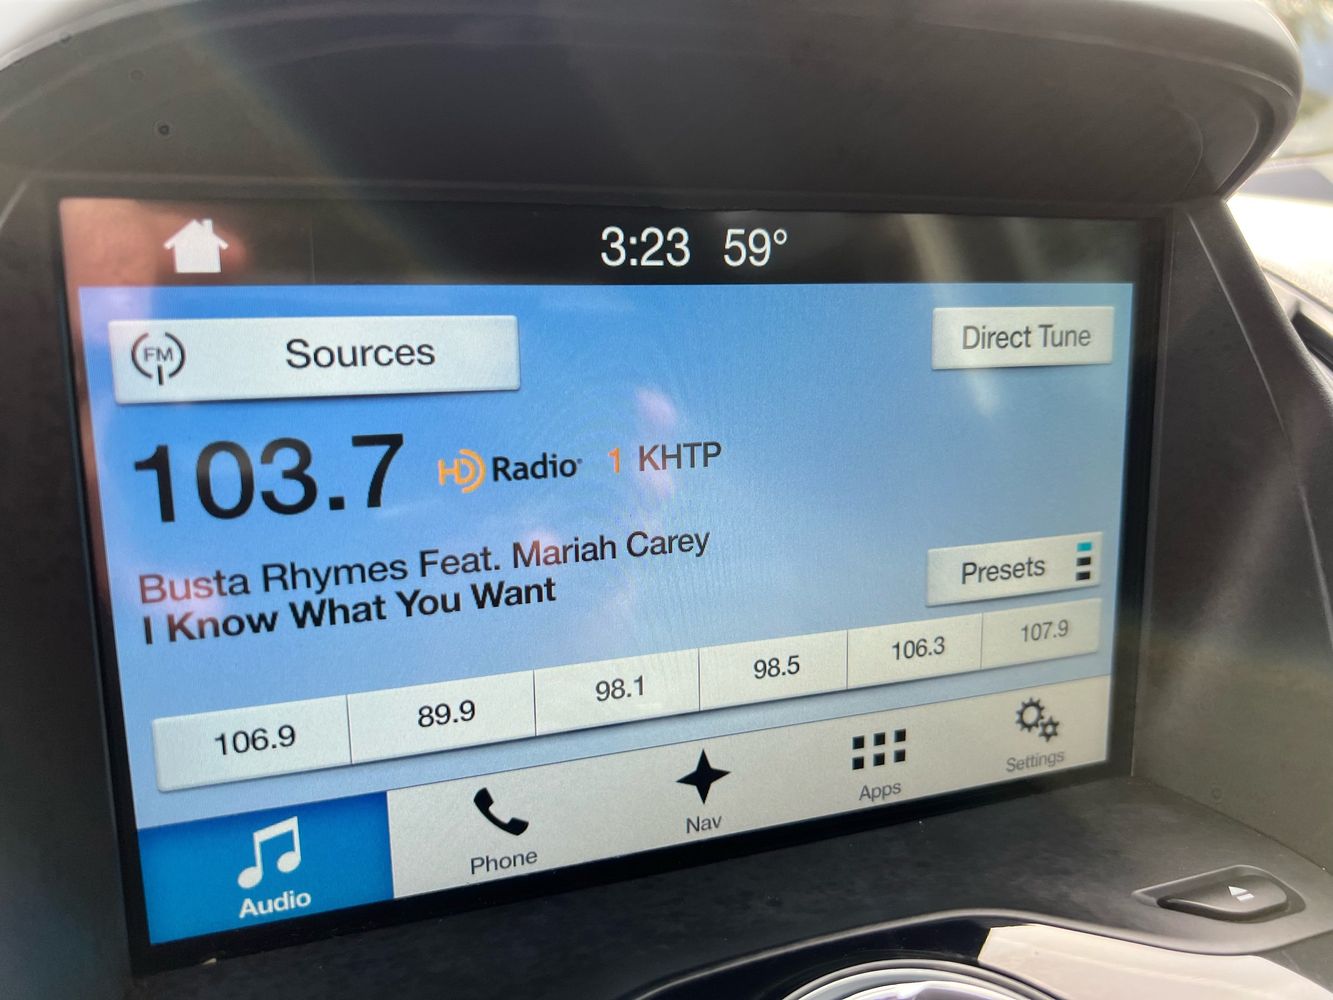 3:23 59°
FM Sources
Direct Tune
103.7 HD Radio 1 KHTP
Busta Rhymes Feat. Mariah Carey
I Know What You Want
Presets
106.9 89.9 98.1 98.5 106.3 107.9
Audio Phone Nav Apps Settings